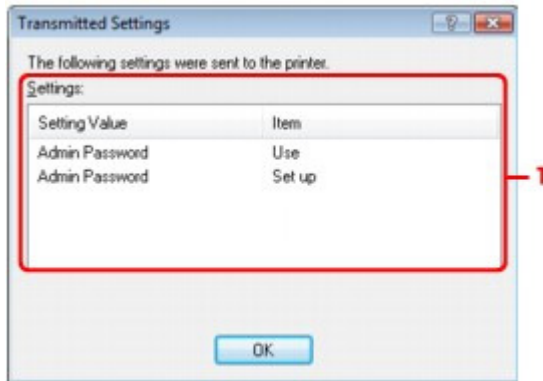 Transmitted Settings
The following settings were sent to the printer.
Settings:
Setting Value Item
Admin Password Use
Admin Password Set up
1
OK